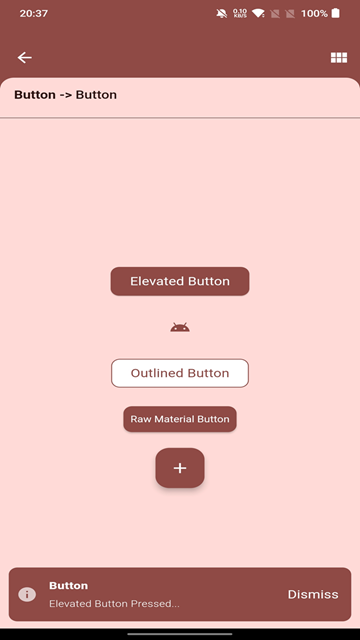 20:37
0.10
KB/S
100%
Button -> Button
Elevated Button
Outlined Button
Raw Material Button
Button
Elevated Button Pressed...
Dismiss